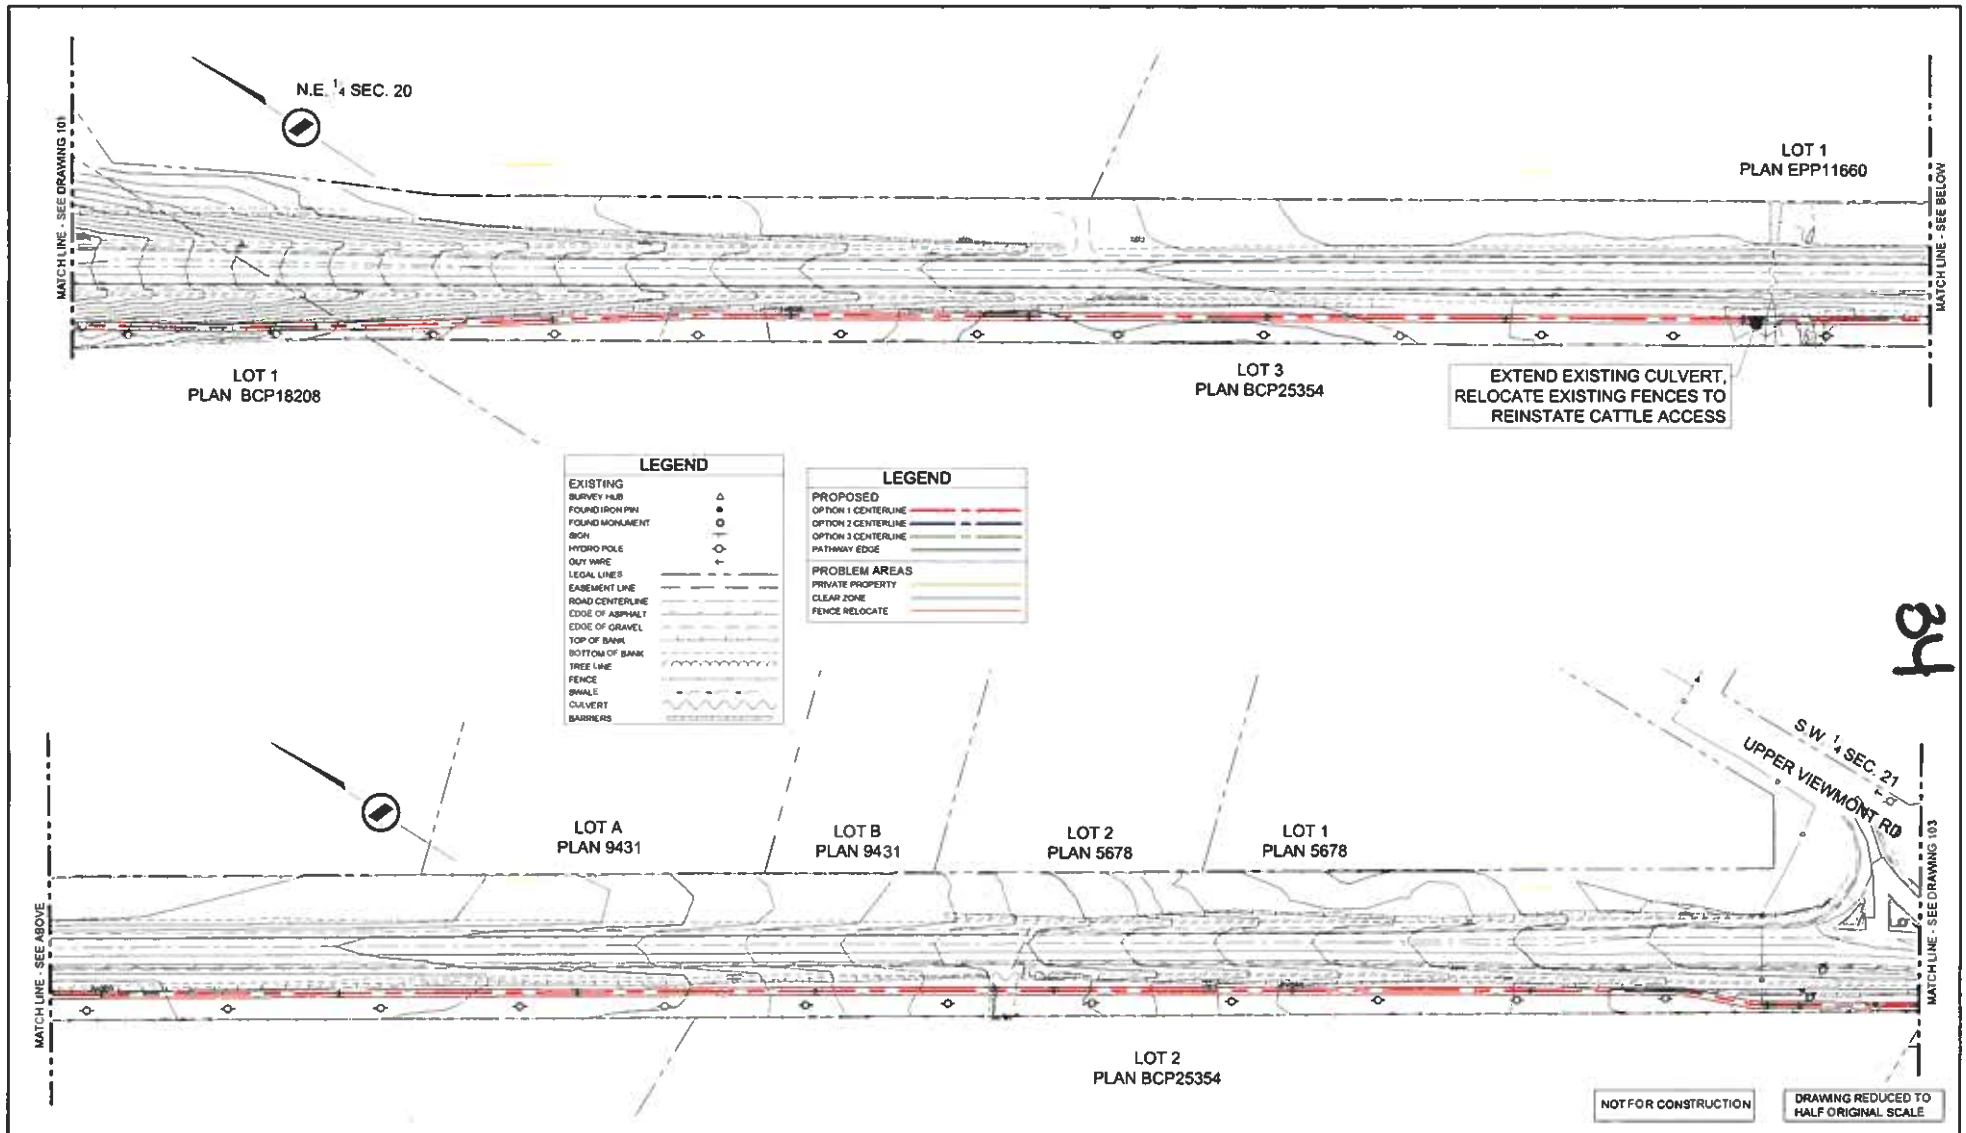 N.E. 1/4 SEC. 20
MATCH LINE - SEE DRAWING 101
LOT 1
PLAN EPP11660
MATCH LINE - SEE BELOW
LOT 1
PLAN BCP18208
LOT 3
PLAN BCP25354
EXTEND EXISTING CULVERT,
RELOCATE EXISTING FENCES TO
REINSTATE CATTLE ACCESS
LEGEND
EXISTING
SURVEY HUB
FOUND IRON PIN
FOUND MONUMENT
SIGN
HYDRO POLE
GUY WIRE
LEGAL LINES
EASEMENT LINE
ROAD CENTERLINE
EDGE OF ASPHALT
EDGE OF GRAVEL
TOP OF BANK
BOTTOM OF BANK
TREE LINE
FENCE
SWALE
CULVERT
BARRIERS
LEGEND
PROPOSED
OPTION 1 CENTERLINE
OPTION 2 CENTERLINE
OPTION 3 CENTERLINE
PATHWAY EDGE
PROBLEM AREAS
PRIVATE PROPERTY
CLEAR ZONE
FENCE RELOCATE
34
S.W. 1/4 SEC. 21
UPPER VIEWMONT RD
LOT A
PLAN 9431
LOT B
PLAN 9431
LOT 2
PLAN 5678
LOT 1
PLAN 5678
MATCH LINE - SEE ABOVE
MATCH LINE - SEE DRAWING 103
LOT 2
PLAN BCP25354
NOT FOR CONSTRUCTION
DRAWING REDUCED TO
HALF ORIGINAL SCALE